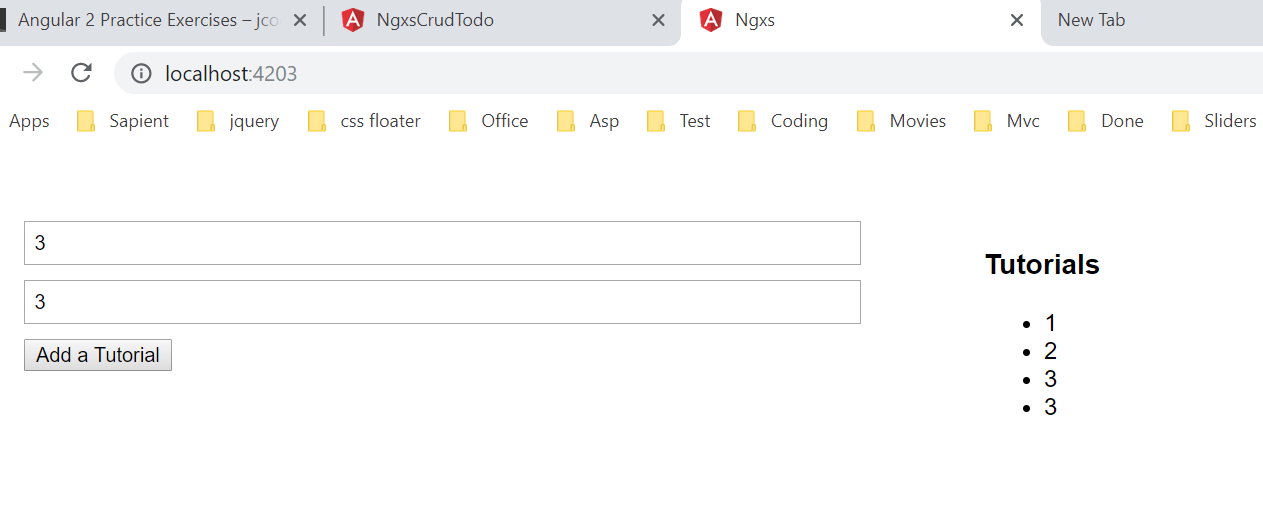 Angular 2 Practice Exercises – jco
NgxsCrudTodo
Ngxs
New Tab
localhost:4203
Apps Sapient jquery css floater Office Asp Test Coding Movies Mvc Done Sliders
3
3
Add a Tutorial
Tutorials
1
2
3
3